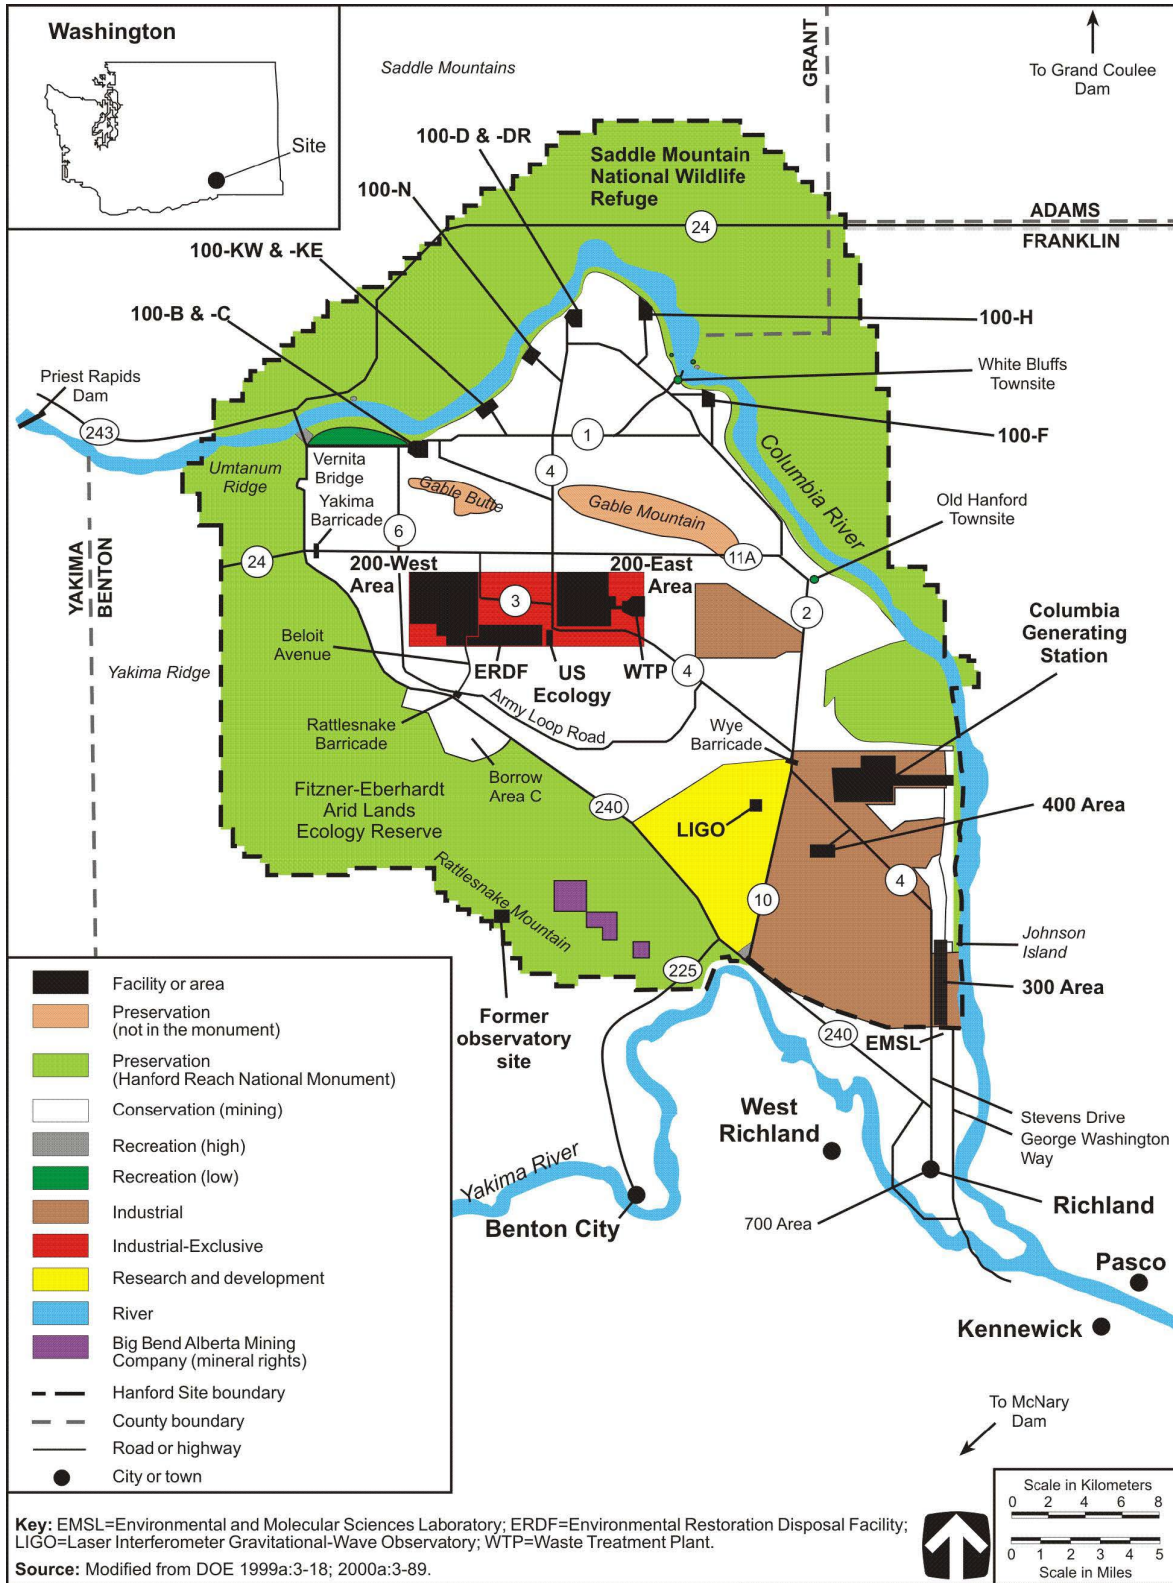 Washington
Site
Saddle Mountains
GRANT
To Grand Coulee
Dam
100-D & -DR
Saddle Mountain
National Wildlife
Refuge
100-N
ADAMS
FRANKLIN
24
100-KW & -KE
100-B & -C
100-H
White Bluffs
Townsite
Priest Rapids
Dam
243
1
100-F
Columbia River
Umtanum
Ridge
Vernita
Bridge
4
Gable Butte
Gable Mountain
Yakima
Barricade
6
Old Hanford
Townsite
YAKIMA
BENTON
24
11A
200-West
Area
200-East
Area
3
2
Columbia
Generating
Station
Beloit
Avenue
Yakima Ridge
ERDF
US
Ecology
WTP
4
Army Loop Road
Rattlesnake
Barricade
Wye
Barricade
Borrow
Area C
Fitzner-Eberhardt
Arid Lands
Ecology Reserve
240
LIGO
400 Area
Rattlesnake Mountain
10
4
Johnson
Island
225
300 Area
Former
observatory
site
240
EMSL
West
Richland
Stevens Drive
George Washington
Way
Yakima River
Benton City
700 Area
Richland
Pasco
Kennewick
To McNary
Dam
Facility or area
Preservation
(not in the monument)
Preservation
(Hanford Reach National Monument)
Conservation (mining)
Recreation (high)
Recreation (low)
Industrial
Industrial-Exclusive
Research and development
River
Big Bend Alberta Mining
Company (mineral rights)
Hanford Site boundary
County boundary
Road or highway
City or town
Scale in Kilometers
0 2 4 6 8
0 1 2 3 4 5
Scale in Miles
Key: EMSL=Environmental and Molecular Sciences Laboratory; ERDF=Environmental Restoration Disposal Facility;
LIGO=Laser Interferometer Gravitational-Wave Observatory; WTP=Waste Treatment Plant.
Source: Modified from DOE 1999a:3-18; 2000a:3-89.